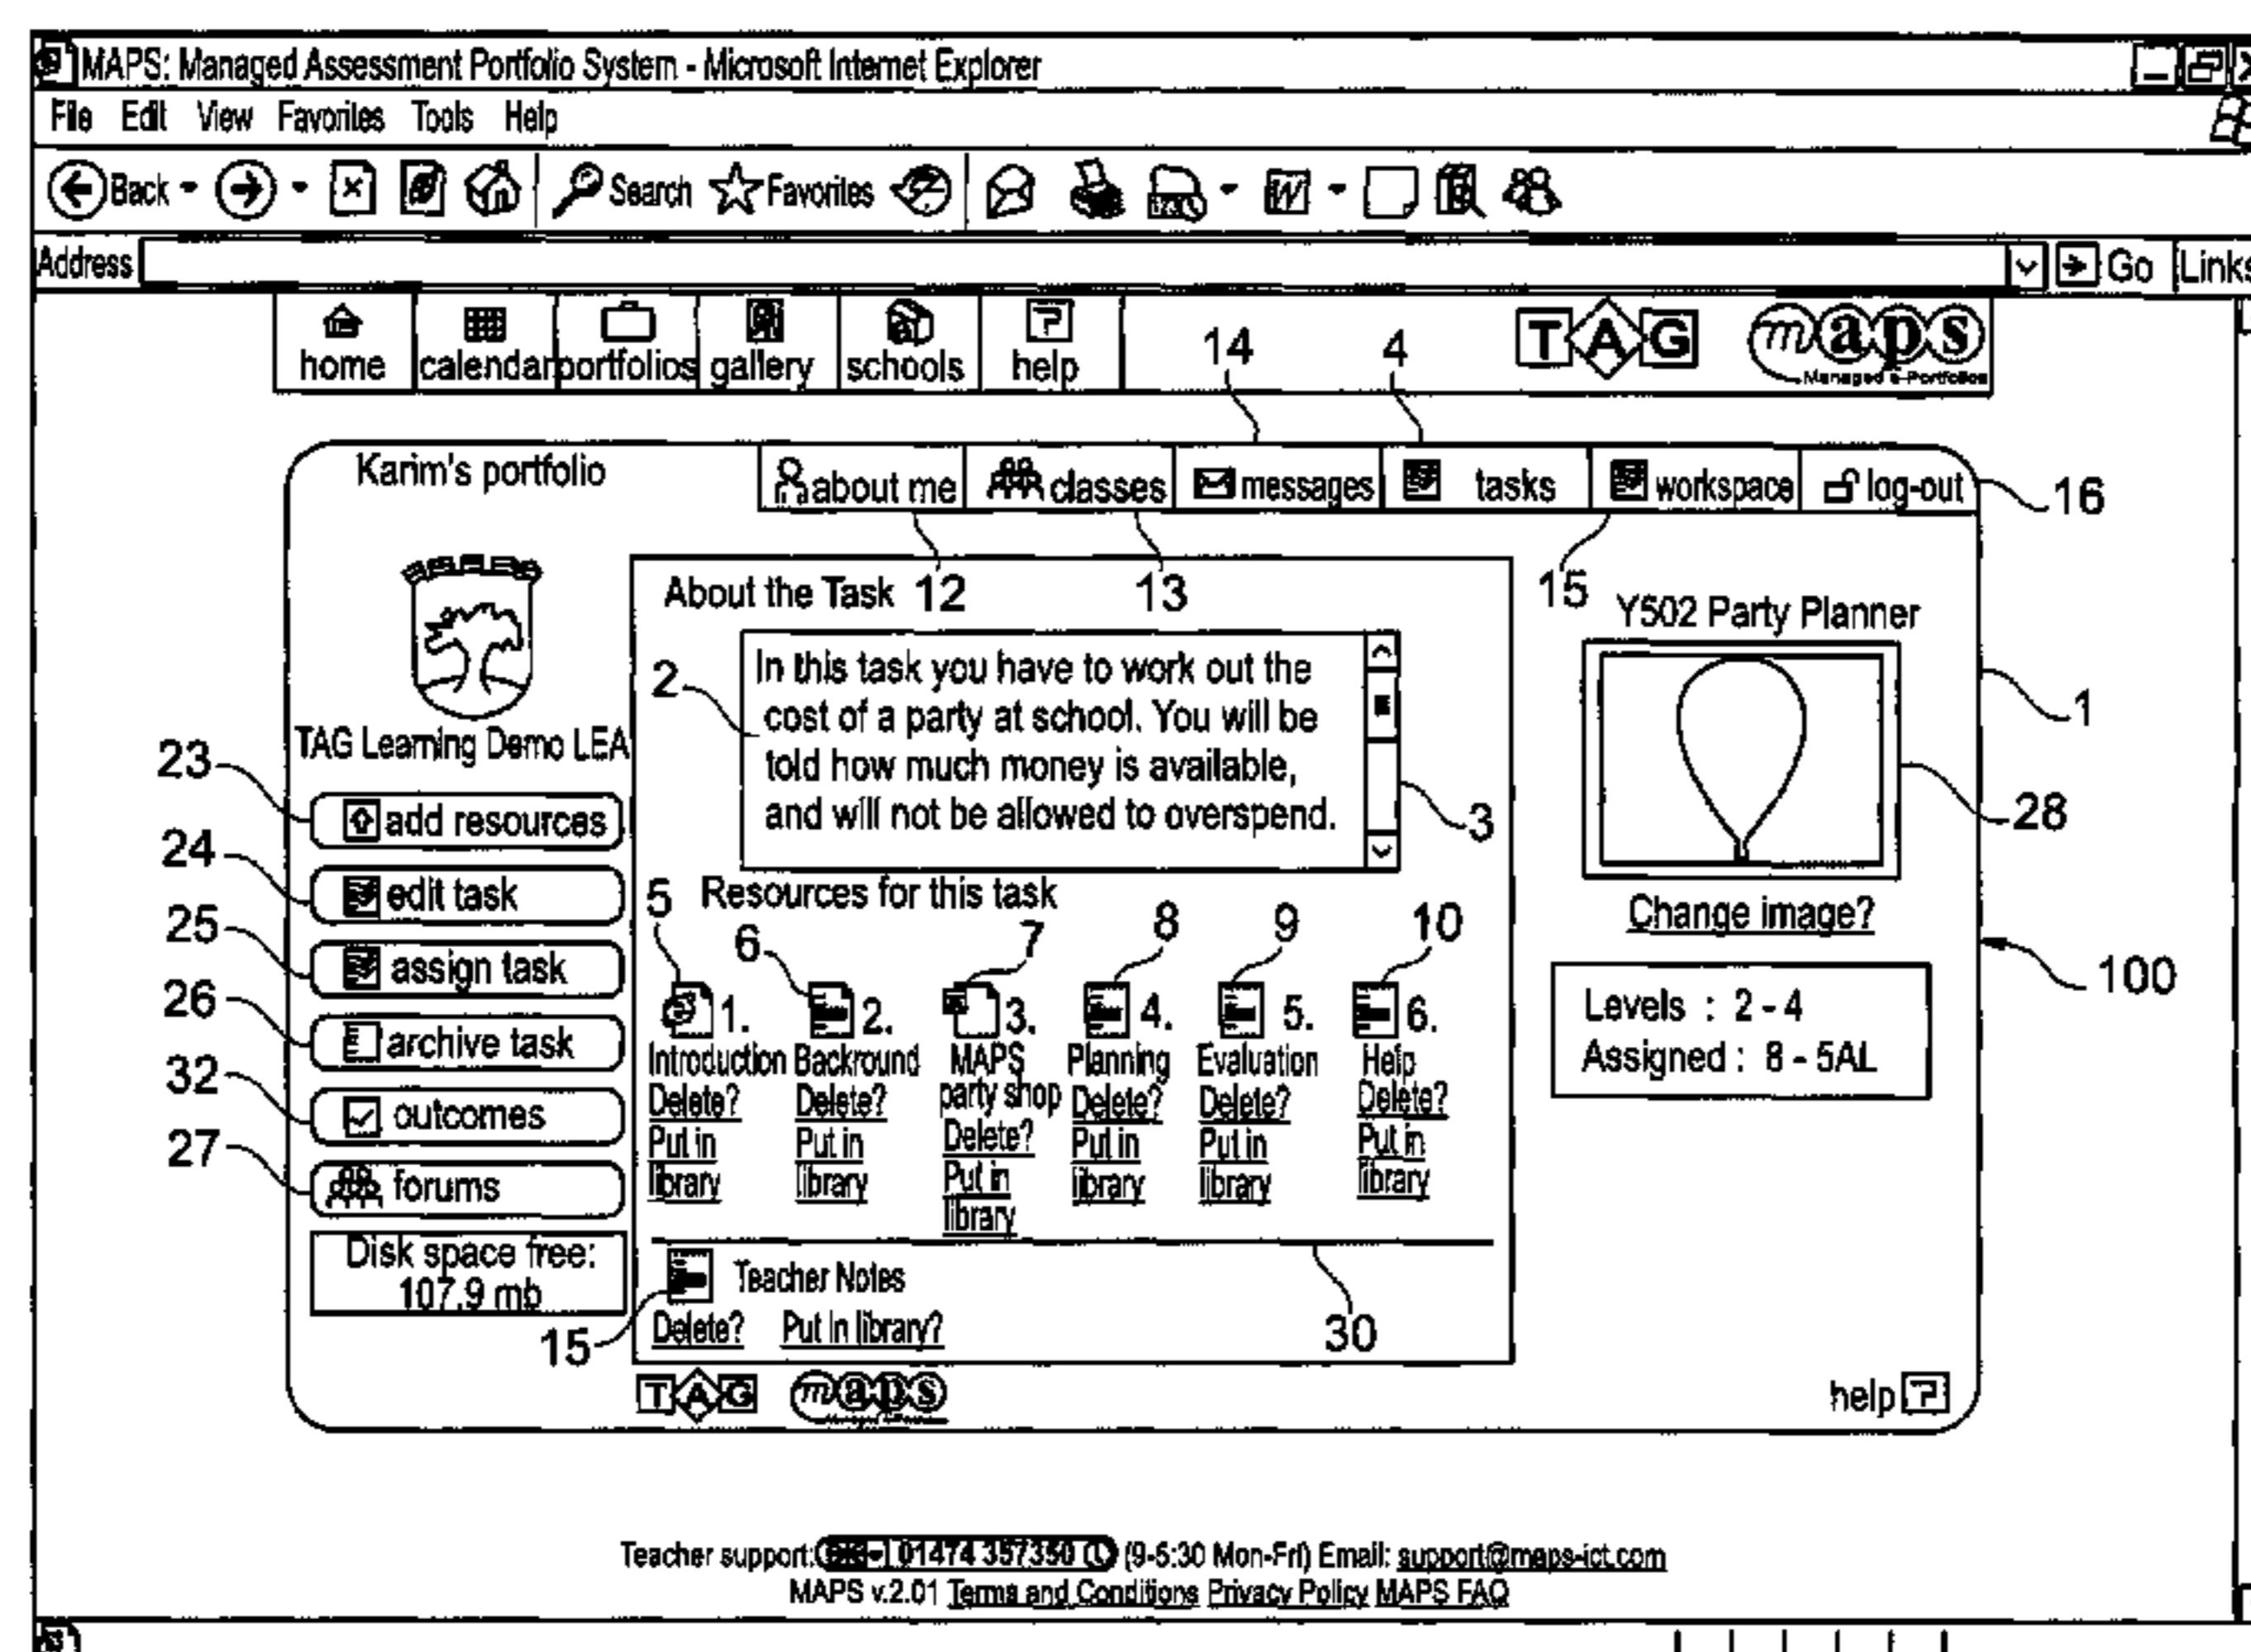 MAPS: Managed Assessment Portfolio System - Microsoft Internet Explorer
File Edit View Favorites Tools Help
Back Search Favorites W
Address Go Links
home calendar portfolios gallery schools help 14 4 TAG maps
Managed e-Portfolios
Karim's portfolio about me classes messages tasks workspace log-out 16
About the Task 12 13 15
Y502 Party Planner
2 In this task you have to work out the
cost of a party at school. You will be
told how much money is available,
and will not be allowed to overspend.
3
1
28
TAG Learning Demo LEA
23 add resources
24 edit task
25 assign task
26 archive task
32 outcomes
27 forums
Disk space free:
107.9 mb
Resources for this task
5 6 7 8 9 10
1. 2. 3. 4. 5. 6.
Introduction Backround MAPS Planning Evaluation Help
party shop
Delete? Delete? Delete? Delete? Delete? Delete?
Put in Put in Put in Put in Put in Put in
library library library library library library
Teacher Notes
15 Delete? Put in library? 30
Change image?
100
Levels : 2 - 4
Assigned : 8 - 5AL
TAG maps
help
Teacher support: 01474 357350 (9-5:30 Mon-Fri) Email: support@maps-ict.com
MAPS v.2.01 Terms and Conditions Privacy Policy MAPS FAQ